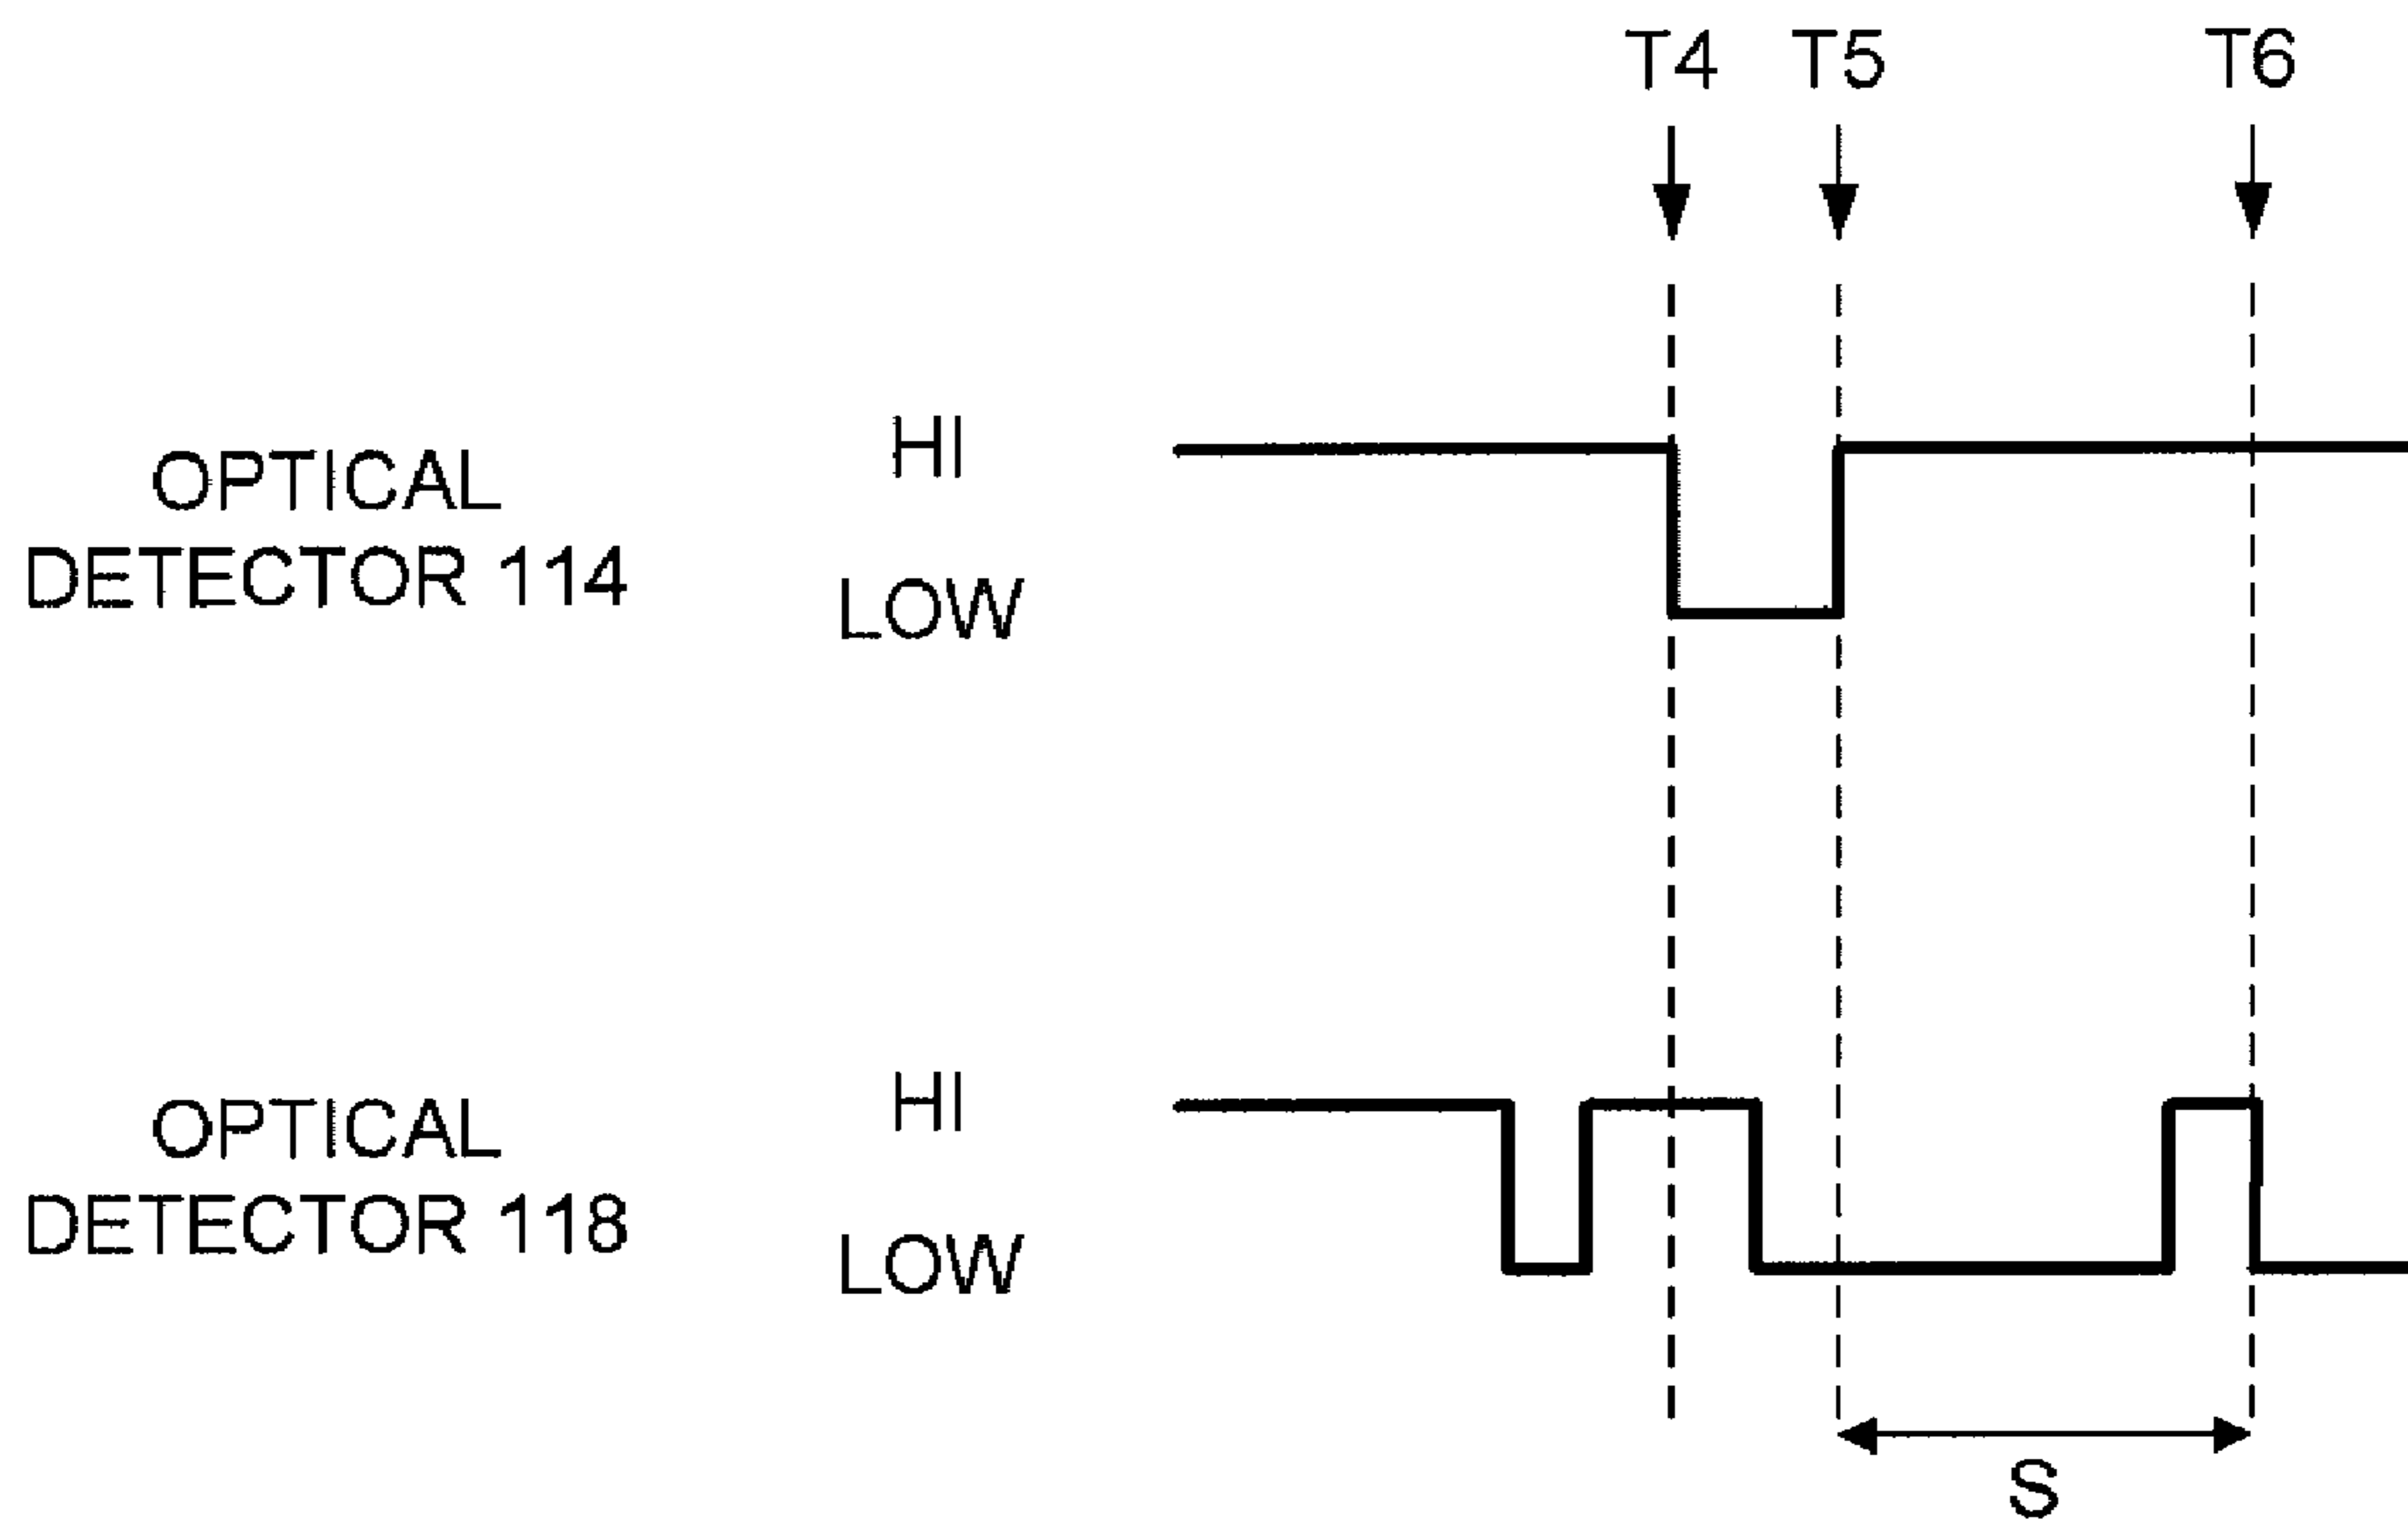 T4 T5 T6
HI
OPTICAL
DETECTOR 114
LOW
HI
OPTICAL
DETECTOR 118
LOW
S